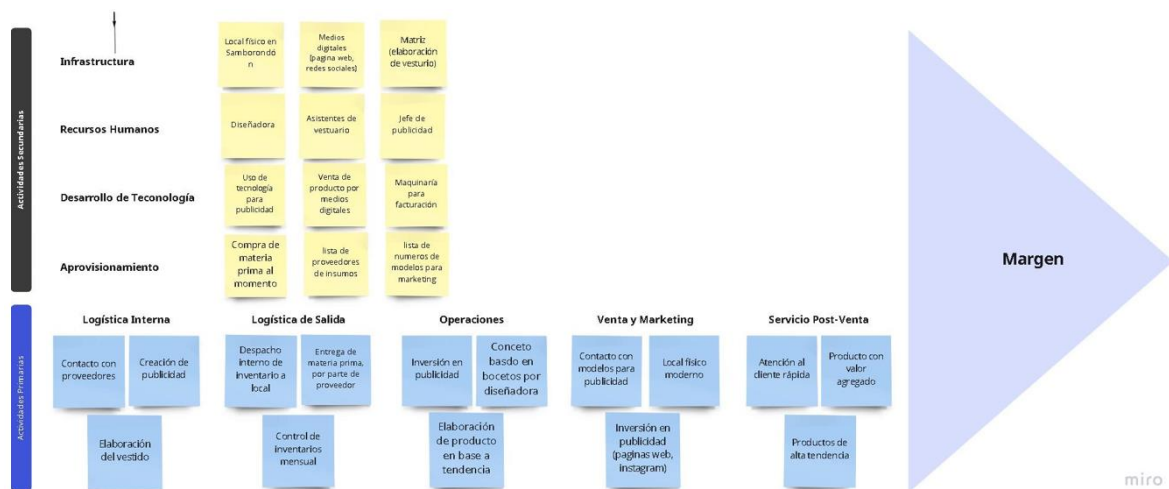 Actividades Secundarias
Infrastructura
Local físico en
Samborondó
n
Medios
digitales
(pagina web,
redes sociales)
Matriz
(elaboración
de vesturio)
Recursos Humanos
Diseñadora
Asistentes de
vestuario
Jefe de
publicidad
Desarrollo de Teconología
Uso de
tecnología
para
publicidad
Venta de
producto por
medios
digitales
Maquinaría
para
facturación
Aprovisionamiento
Compra de
materia
prima al
momento
lista de
proveedores
de insumos
lista de
numeros de
modelos para
marketing
Margen
Actividades Primarias
Logística Interna
Contacto con
proveedores
Creación de
publicidad
Elaboración
del vestido
Logística de Salida
Despacho
interno de
inventario a
local
Entrega de
materia prima,
por parte de
proveedor
Control de
inventarios
mensual
Operaciones
Inversión en
publicidad
Conceto
basdo en
bocetos por
diseñadora
Elaboración
de producto
en base a
tendencia
Venta y Marketing
Contacto con
modelos para
publicidad
Local físico
moderno
Inversión en
publicidad
(paginas web,
instagram)
Servicio Post-Venta
Atención al
cliente rápida
Producto con
valor
agregado
Productos de
alta tendencia
miro